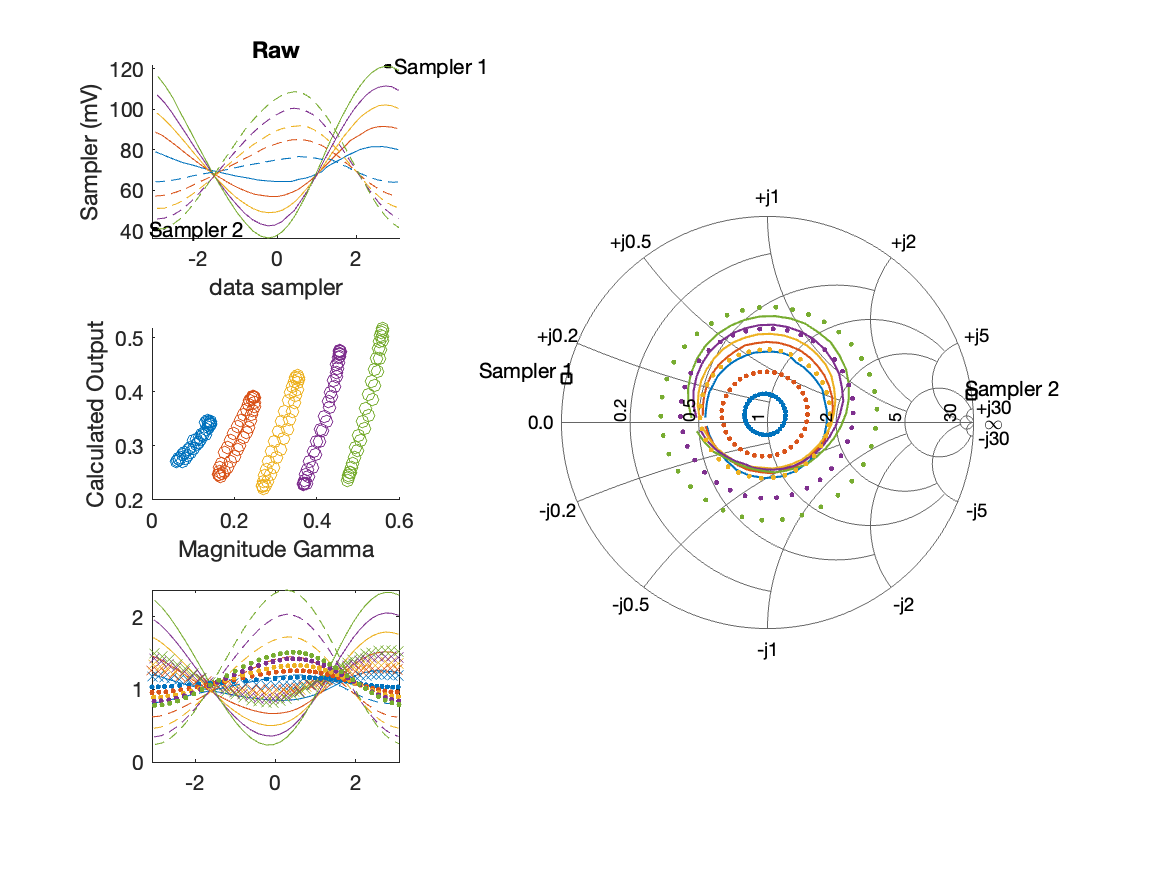 Raw
Sampler 1
Sampler (mV)
120
100
80
60
40
Sampler 2
-2
0
2
data sampler
Calculated Output
0.5
0.4
0.3
0.2
0
0.2
0.4
0.6
Magnitude Gamma
2
1
0
-2
0
2
+j1
+j0.5
+j2
+j0.2
+j5
Sampler 1
Sampler 2
0.0
0.2
0.5
1
2
5
30
+j30
∞
-j30
-j0.2
-j5
-j0.5
-j2
-j1